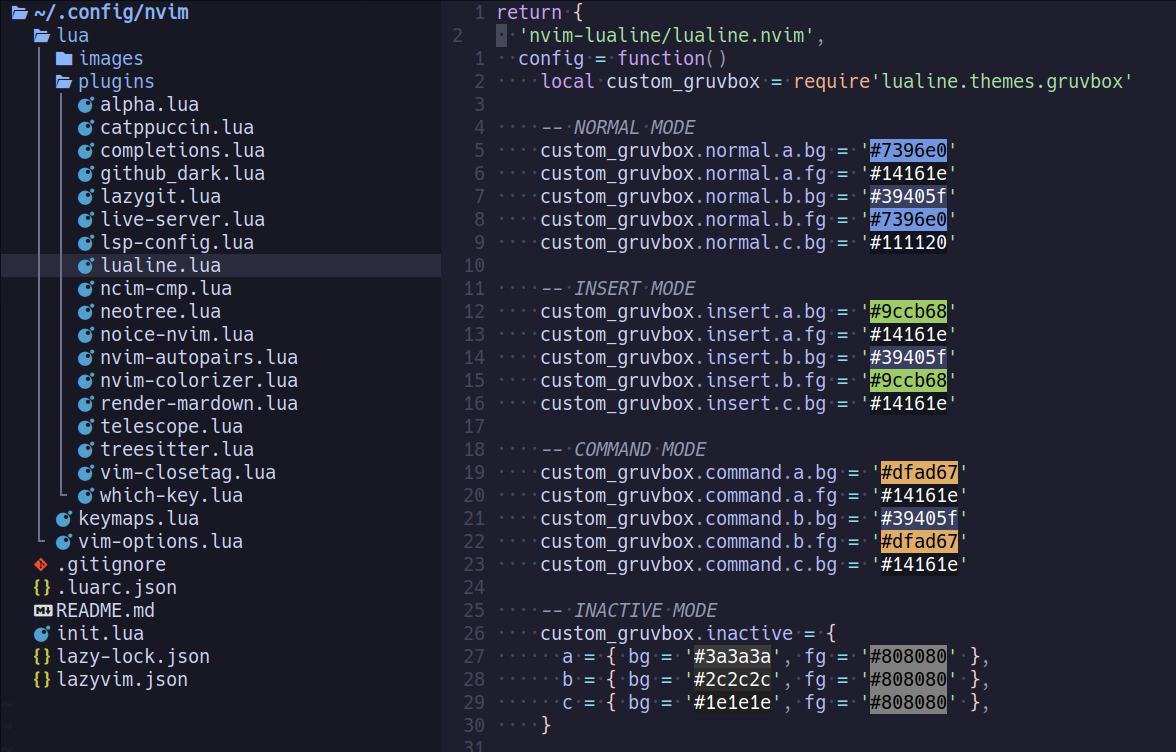 ~/.config/nvim
lua
images
plugins
alpha.lua
catppuccin.lua
completions.lua
github_dark.lua
lazygit.lua
live-server.lua
lsp-config.lua
lualine.lua
ncim-cmp.lua
neotree.lua
noice-nvim.lua
nvim-autopairs.lua
nvim-colorizer.lua
render-mardown.lua
telescope.lua
treesitter.lua
vim-closetag.lua
which-key.lua
keymaps.lua
vim-options.lua
.gitignore
{} .luarc.json
README.md
init.lua
{} lazy-lock.json
{} lazyvim.json
1 return·{
2 ··'nvim-lualine/lualine.nvim',
1 ··config·=·function()
2 ····local·custom_gruvbox·=·require'lualine.themes.gruvbox'
3
4 ····--·NORMAL·MODE
5 ····custom_gruvbox.normal.a.bg·=·'#7396e0'
6 ····custom_gruvbox.normal.a.fg·=·'#14161e'
7 ····custom_gruvbox.normal.b.bg·=·'#39405f'
8 ····custom_gruvbox.normal.b.fg·=·'#7396e0'
9 ····custom_gruvbox.normal.c.bg·=·'#111120'
10
11 ····--·INSERT·MODE
12 ····custom_gruvbox.insert.a.bg·=·'#9ccb68'
13 ····custom_gruvbox.insert.a.fg·=·'#14161e'
14 ····custom_gruvbox.insert.b.bg·=·'#39405f'
15 ····custom_gruvbox.insert.b.fg·=·'#9ccb68'
16 ····custom_gruvbox.insert.c.bg·=·'#14161e'
17
18 ····--·COMMAND·MODE
19 ····custom_gruvbox.command.a.bg·=·'#dfad67'
20 ····custom_gruvbox.command.a.fg·=·'#14161e'
21 ····custom_gruvbox.command.b.bg·=·'#39405f'
22 ····custom_gruvbox.command.b.fg·=·'#dfad67'
23 ····custom_gruvbox.command.c.bg·=·'#14161e'
24
25 ····--·INACTIVE·MODE
26 ····custom_gruvbox.inactive·=·{
27 ······a·=·{·bg·=·'#3a3a3a',·fg·=·'#808080'·},
28 ······b·=·{·bg·=·'#2c2c2c',·fg·=·'#808080'·},
29 ······c·=·{·bg·=·'#1e1e1e',·fg·=·'#808080'·},
30 ····}
31